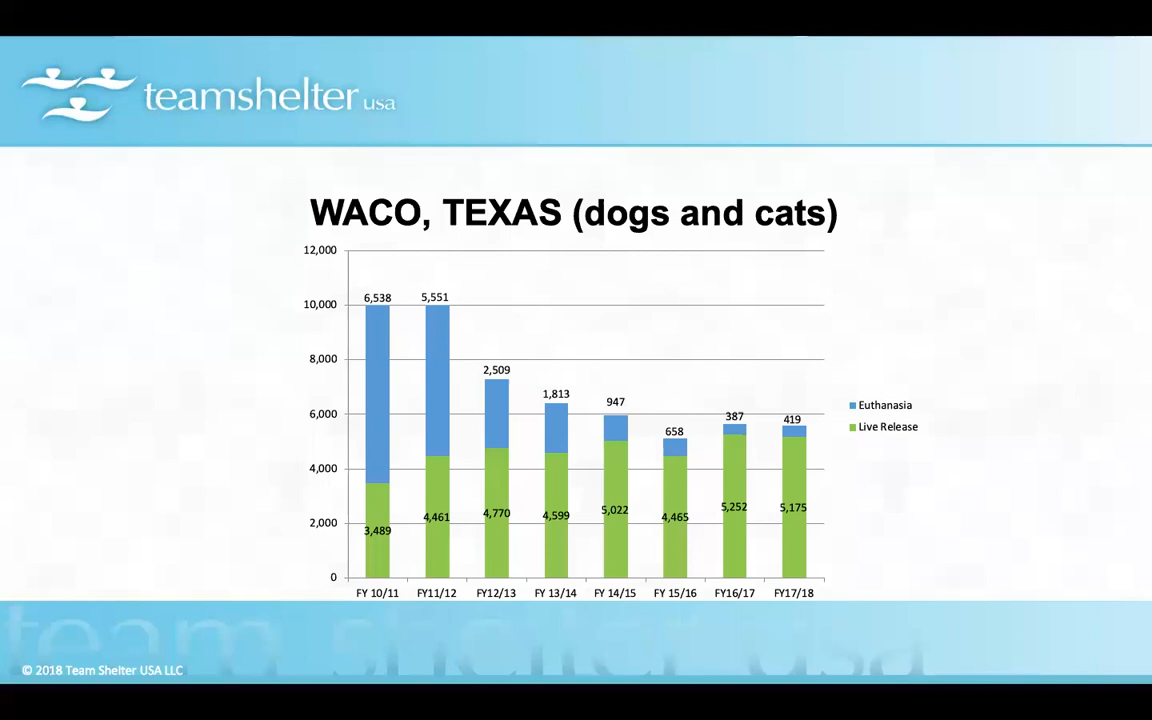 teamshelter usa
WACO, TEXAS (dogs and cats)
12,000
10,000
8,000
6,000
4,000
2,000
0
6,538
5,551
2,509
1,813
947
658
387
419
3,489
4,461
4,770
4,599
5,022
4,465
5,252
5,175
FY 10/11
FY11/12
FY12/13
FY 13/14
FY 14/15
FY 15/16
FY16/17
FY17/18
Euthanasia
Live Release
team shelter usa
© 2018 Team Shelter USA LLC